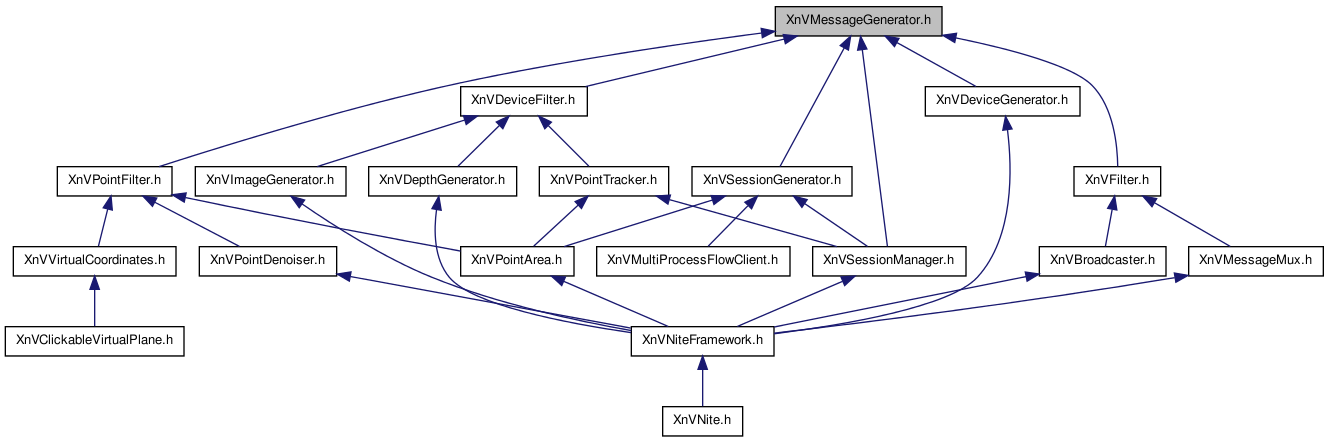 XnVMessageGenerator.h
XnVDeviceFilter.h
XnVDeviceGenerator.h
XnVPointFilter.h
XnVImageGenerator.h
XnVDepthGenerator.h
XnVPointTracker.h
XnVSessionGenerator.h
XnVFilter.h
XnVVirtualCoordinates.h
XnVPointDenoiser.h
XnVPointArea.h
XnVMultiProcessFlowClient.h
XnVSessionManager.h
XnVBroadcaster.h
XnVMessageMux.h
XnVClickableVirtualPlane.h
XnVNiteFramework.h
XnVNite.h